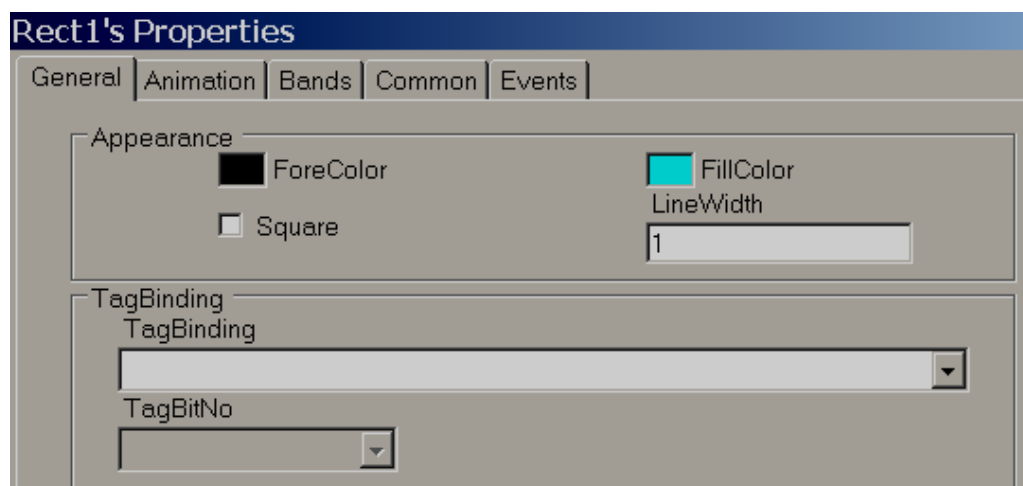 Rect1's Properties
General Animation Bands Common Events
Appearance
ForeColor FillColor
Square LineWidth
1
TagBinding
TagBinding
TagBitNo